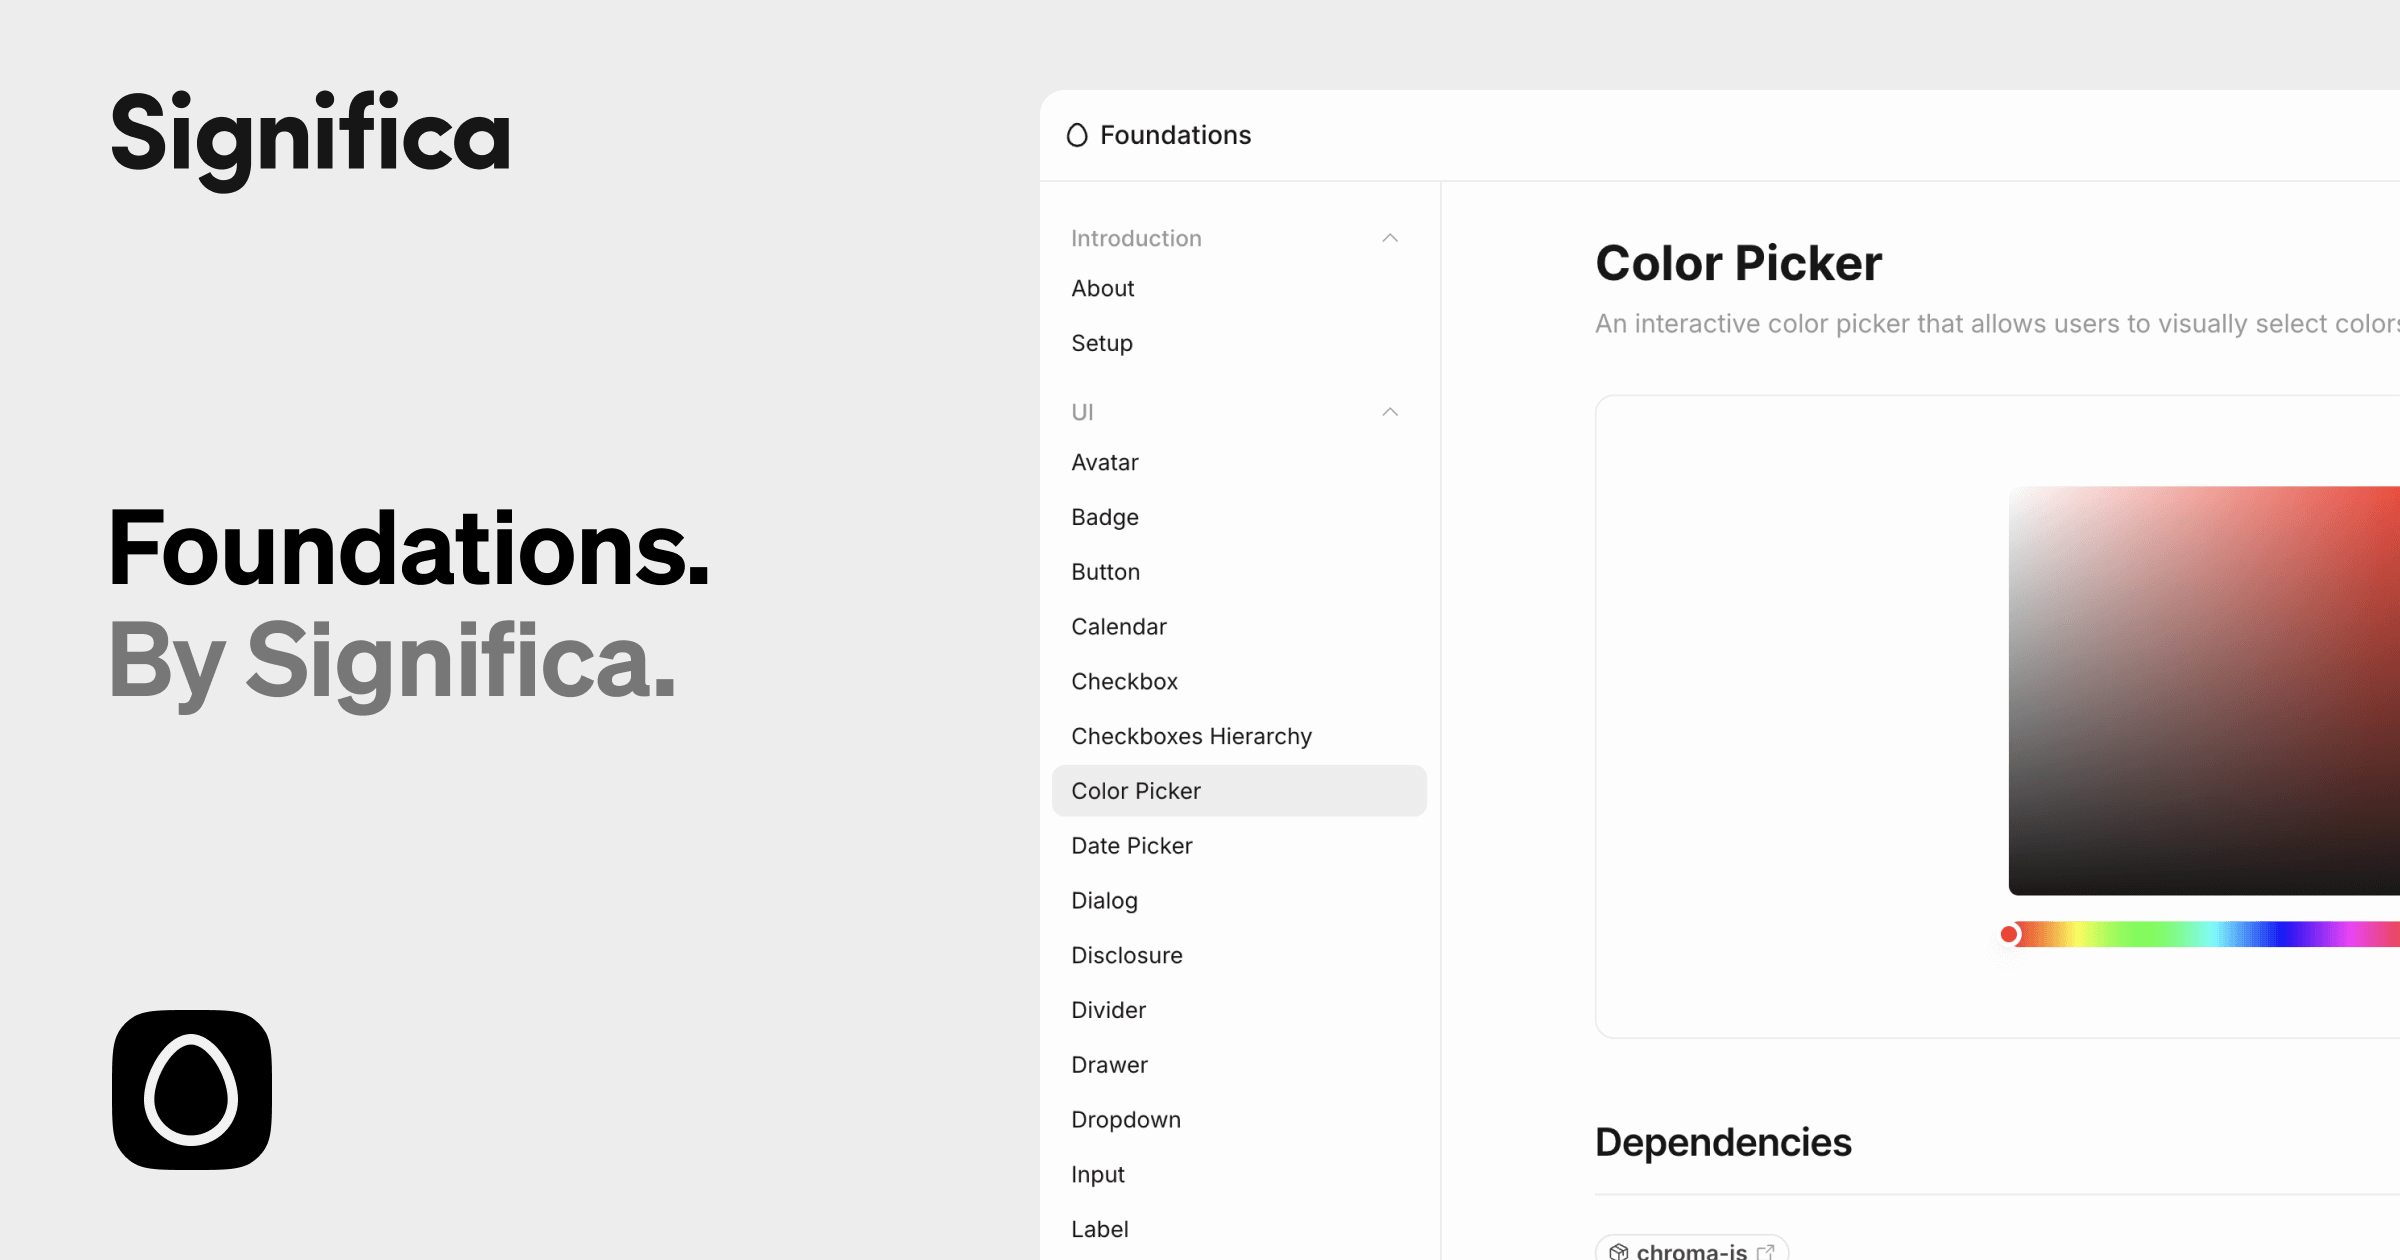 Significa
Foundations.
By Significa.
Foundations
Introduction
About
Setup
UI
Avatar
Badge
Button
Calendar
Checkbox
Checkboxes Hierarchy
Color Picker
Date Picker
Dialog
Disclosure
Divider
Drawer
Dropdown
Input
Label
Color Picker
An interactive color picker that allows users to visually select colors
Dependencies
chroma-js